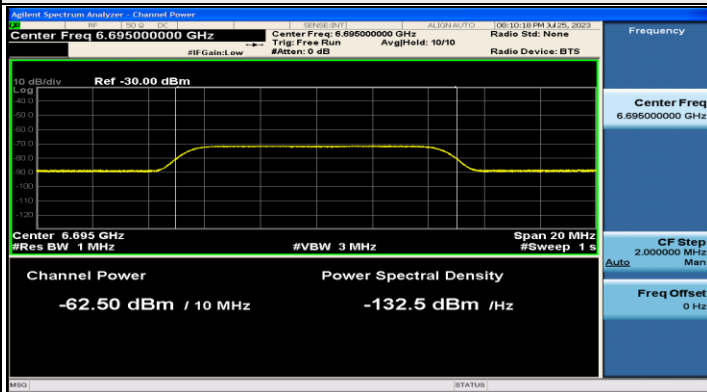 Agilent Spectrum Analyzer - Channel Power
RF 50 Ω DC SENSE:INT ALIGN AUTO 08:10:18 PM Jul 25, 2023
Center Freq 6.695000000 GHz
Center Freq: 6.695000000 GHz Radio Std: None
Trig: Free Run Avg|Hold: 10/10
#IFGain:Low #Atten: 0 dB Radio Device: BTS
Frequency
10 dB/div Ref -30.00 dBm
Log
-40.0
-50.0
-60.0
-70.0
-80.0
-90.0
-100
-110
-120
Center Freq
6.695000000 GHz
Center 6.695 GHz Span 20 MHz
#Res BW 1 MHz #VBW 3 MHz #Sweep 1 s
CF Step
2.000000 MHz
Auto Man
Channel Power Power Spectral Density
-62.50 dBm / 10 MHz -132.5 dBm /Hz
Freq Offset
0 Hz
MSG STATUS